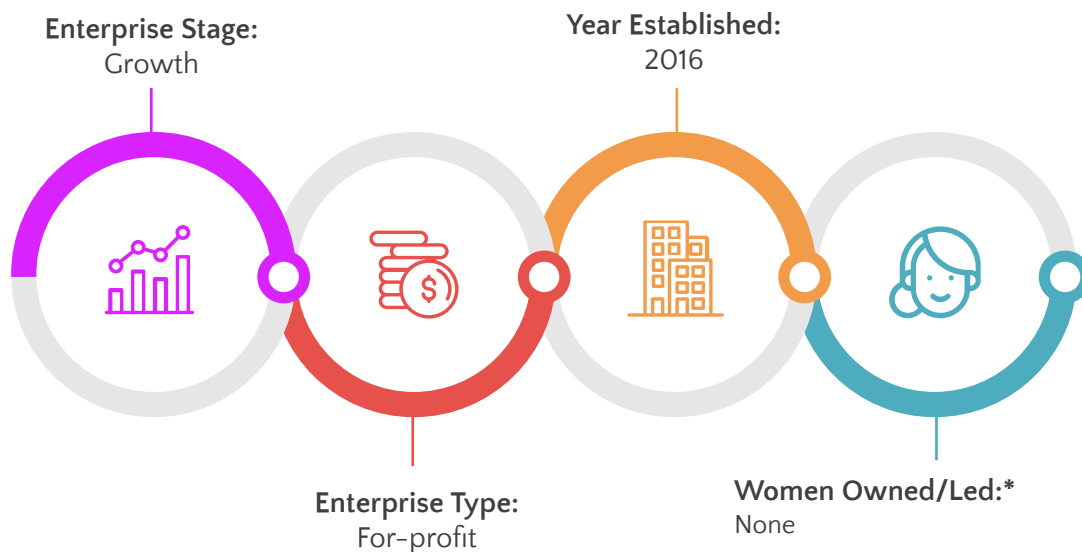 Enterprise Stage:
Growth
Year Established:
2016
$
Enterprise Type:
For-profit
Women Owned/Led:*
None